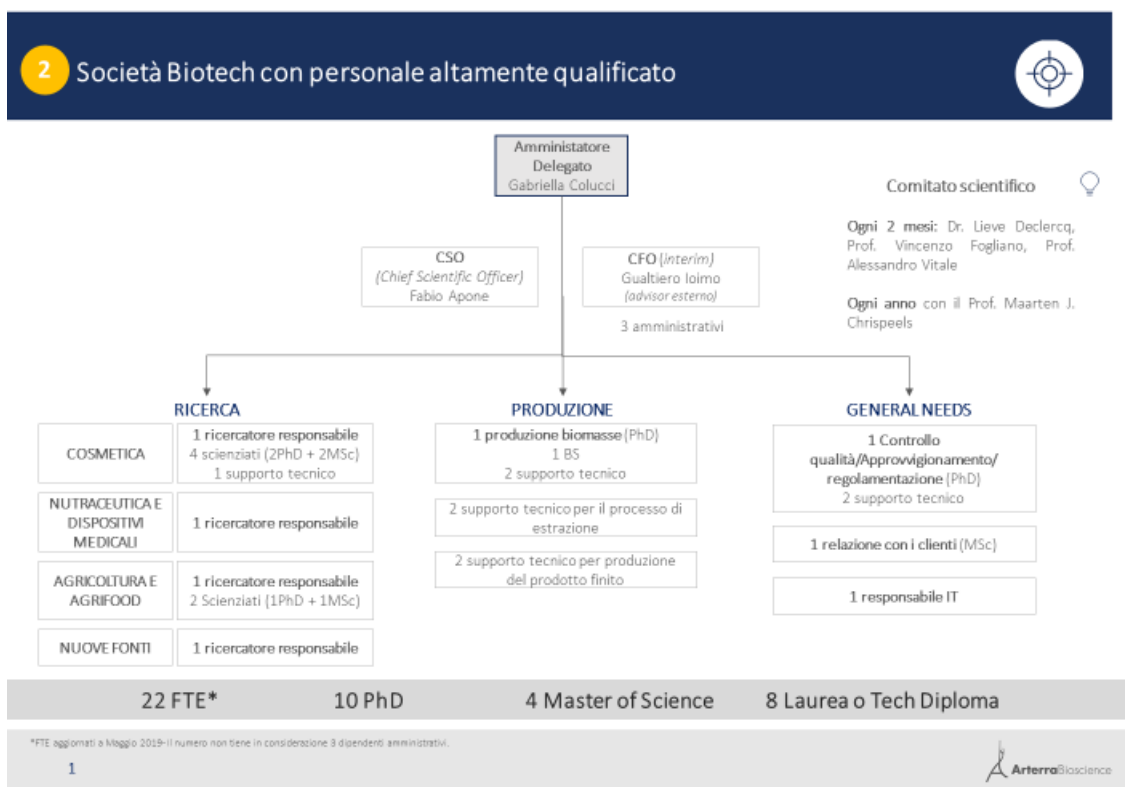 2
Società Biotech con personale altamente qualificato
Amministatore
Delegato
Gabriella Colucci
Comitato scientifico
Ogni 2 mesi: Dr. Lieve Declercq,
Prof. Vincenzo Fogliano, Prof.
Alessandro Vitale
Ogni anno con il Prof. Maarten J.
Chrispeels
CSO
(Chief Scientific Officer)
Fabio Apone
CFO (interim)
Gualtiero Ioimo
(advisor esterno)
3 amministrativi
RICERCA
COSMETICA
1 ricercatore responsabile
4 scienziati (2PhD + 2MSc)
1 supporto tecnico
NUTRACEUTICA E
DISPOSITIVI
MEDICALI
1 ricercatore responsabile
AGRICOLTURA E
AGRIFOOD
1 ricercatore responsabile
2 Scienziati (1PhD + 1MSc)
NUOVE FONTI
1 ricercatore responsabile
PRODUZIONE
1 produzione biomasse (PhD)
1 BS
2 supporto tecnico
2 supporto tecnico per il processo di
estrazione
2 supporto tecnico per produzione
del prodotto finito
GENERAL NEEDS
1 Controllo
qualità/Approvvigionamento/
regolamentazione (PhD)
2 supporto tecnico
1 relazione con i clienti (MSc)
1 responsabile IT
22 FTE*
10 PhD
4 Master of Science
8 Laurea o Tech Diploma
*FTE aggiornati a Maggio 2019-Il numero non tiene in considerazione 3 dipendenti amministrativi.
1
ArterraBioscience